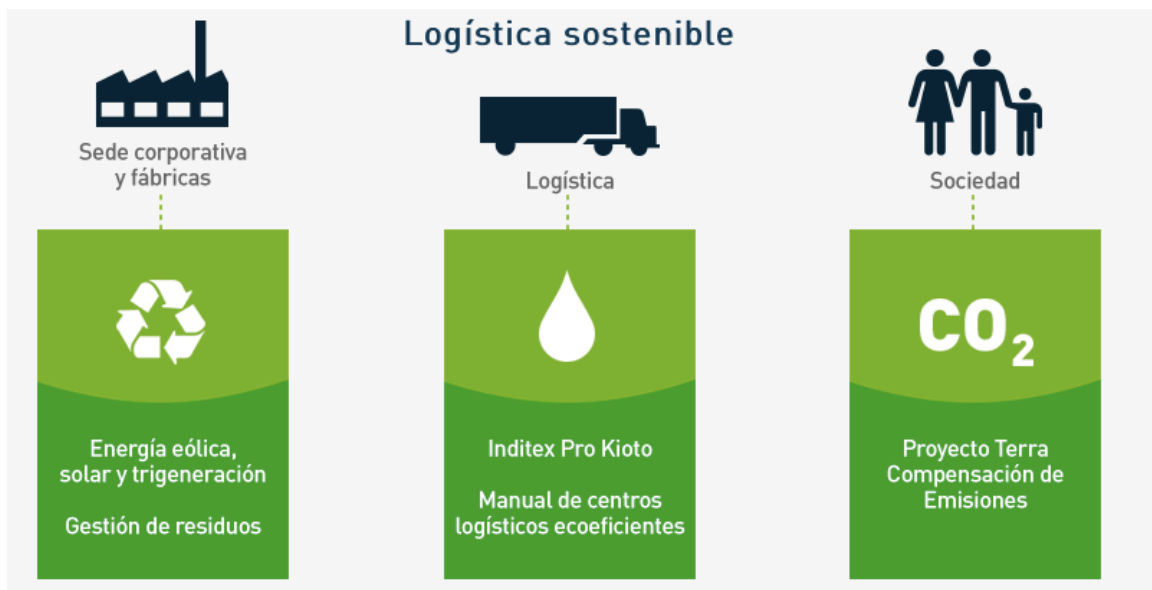 Logística sostenible
Sede corporativa
y fábricas
Energía eólica,
solar y trigeneración
Gestión de residuos
Logística
Inditex Pro Kioto
Manual de centros
logísticos ecoeficientes
Sociedad
CO₂
Proyecto Terra
Compensación de
Emisiones